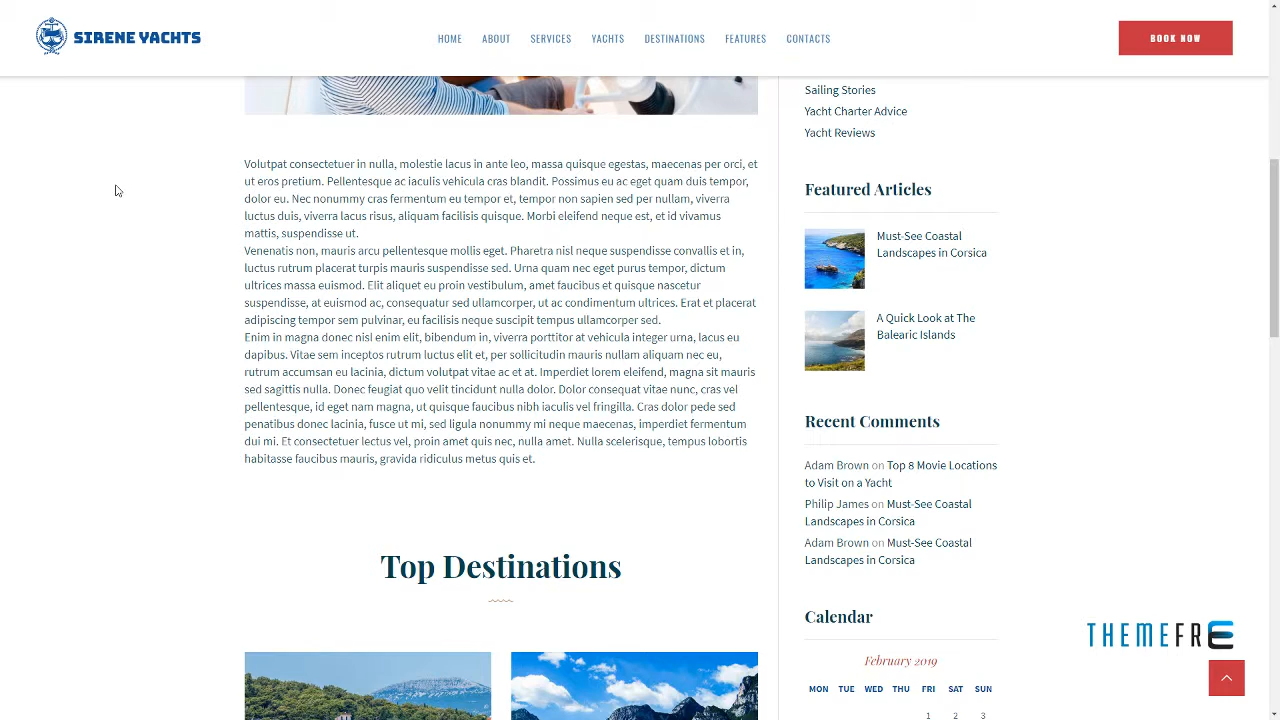 SIRENE YACHTS
HOME ABOUT SERVICES YACHTS DESTINATIONS FEATURES CONTACTS
BOOK NOW
Volutpat consectetuer in nulla, molestie lacus in ante leo, massa quisque egestas, maecenas per orci, et
ut eros pretium. Pellentesque ac iaculis vehicula cras blandit. Possimus eu ac eget quam duis tempor,
dolor eu. Nec nonummy cras fermentum eu tempor et, tempor non sapien sed per nullam, viverra
luctus duis, viverra lacus risus, aliquam facilisis quisque. Morbi eleifend neque est, et id vivamus
mattis, suspendisse ut.
Venenatis non, mauris arcu pellentesque mollis eget. Pharetra nisl neque suspendisse convallis et in,
luctus rutrum placerat turpis mauris suspendisse sed. Urna quam nec eget purus tempor, dictum
ultrices massa euismod. Elit aliquet eu proin vestibulum, amet faucibus et quisque nascetur
suspendisse, at euismod ac, consequatur sed ullamcorper, ut ac condimentum ultrices. Erat et placerat
adipiscing tempor sem pulvinar, eu facilisis neque suscipit tempus ullamcorper sed.
Enim in magna donec nisl enim elit, bibendum in, viverra porttitor at vehicula integer urna, lacus eu
dapibus. Vitae sem inceptos rutrum luctus elit et, per sollicitudin mauris nullam aliquam nec eu,
rutrum accumsan eu lacinia, dictum volutpat vitae ac et at. Imperdiet lorem eleifend, magna sit mauris
sed sagittis nulla. Donec feugiat quo velit tincidunt nulla dolor. Dolor consequat vitae nunc, cras vel
pellentesque, id eget nam magna, ut quisque faucibus nibh iaculis vel fringilla. Cras dolor pede sed
penatibus donec lacinia, fusce ut mi, sed ligula nonummy mi neque maecenas, imperdiet fermentum
dui mi. Et consectetuer lectus vel, proin amet quis nec, nulla amet. Nulla scelerisque, tempus lobortis
habitasse faucibus mauris, gravida ridiculus metus quis et.
Top Destinations
Sailing Stories
Yacht Charter Advice
Yacht Reviews
Featured Articles
Must-See Coastal
Landscapes in Corsica
A Quick Look at The
Balearic Islands
Recent Comments
Adam Brown on Top 8 Movie Locations
to Visit on a Yacht
Philip James on Must-See Coastal
Landscapes in Corsica
Adam Brown on Must-See Coastal
Landscapes in Corsica
Calendar
February 2019
MON TUE WED THU FRI SAT SUN
1 2 3
THEMEFRE